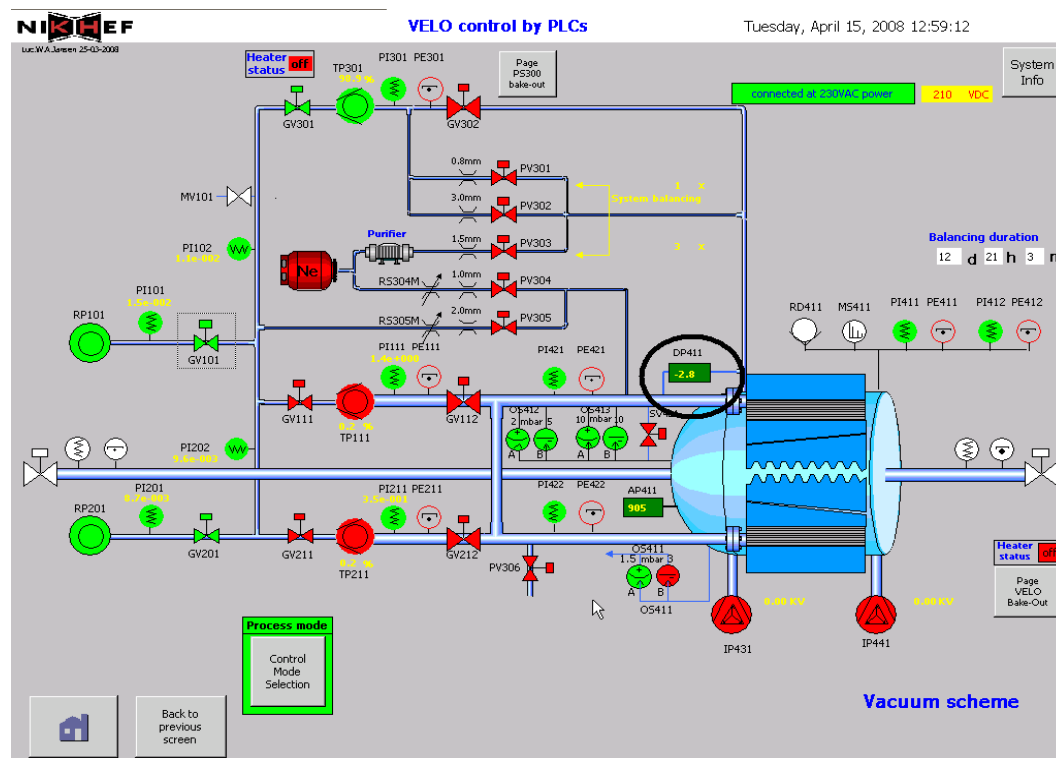 NIKHEF
VELO control by PLCs
Tuesday, April 15, 2008 12:59:12
Luc.W.A.Jansen 25-03-2008
Heater
status off
TP301
98.9 %
PI301 PE301
Page
PS300
bake-out
System
Info
connected at 230VAC power
210 VDC
GV301
GV302
0.8mm
PV301
MV101
3.0mm
PV302
1 x
System balancing
Purifier
1.5mm
PV303
3 x
PI102
1.1e-002
Ne
Balancing duration
12 d 21 h 3
1.0mm
PV304
RS304M
PI101
1.5e-002
RP101
2.0mm
PV305
RS305M
RD411
MS411
PI411 PE411
PI412 PE412
GV101
PI111 PE111
1.4e+000
PI421 PE421
DP411
-2.8
GV111
TP111
0.2 %
GV112
OS412
2 mbar 5
A B
OS413
10 mbar 10
A B
PI202
9.6e-003
PI201
8.7e-003
RP201
PI211 PE211
3.5e-001
PI422 PE422
AP411
905
GV201
GV211
TP211
0.2 %
GV212
PV306
OS411
1.5 mbar 3
A B
OS411
0.00 KV
0.00 KV
IP431
IP441
Heater
status off
Page
VELO
Bake-Out
Process mode
Control
Mode
Selection
Back to
previous
screen
Vacuum scheme